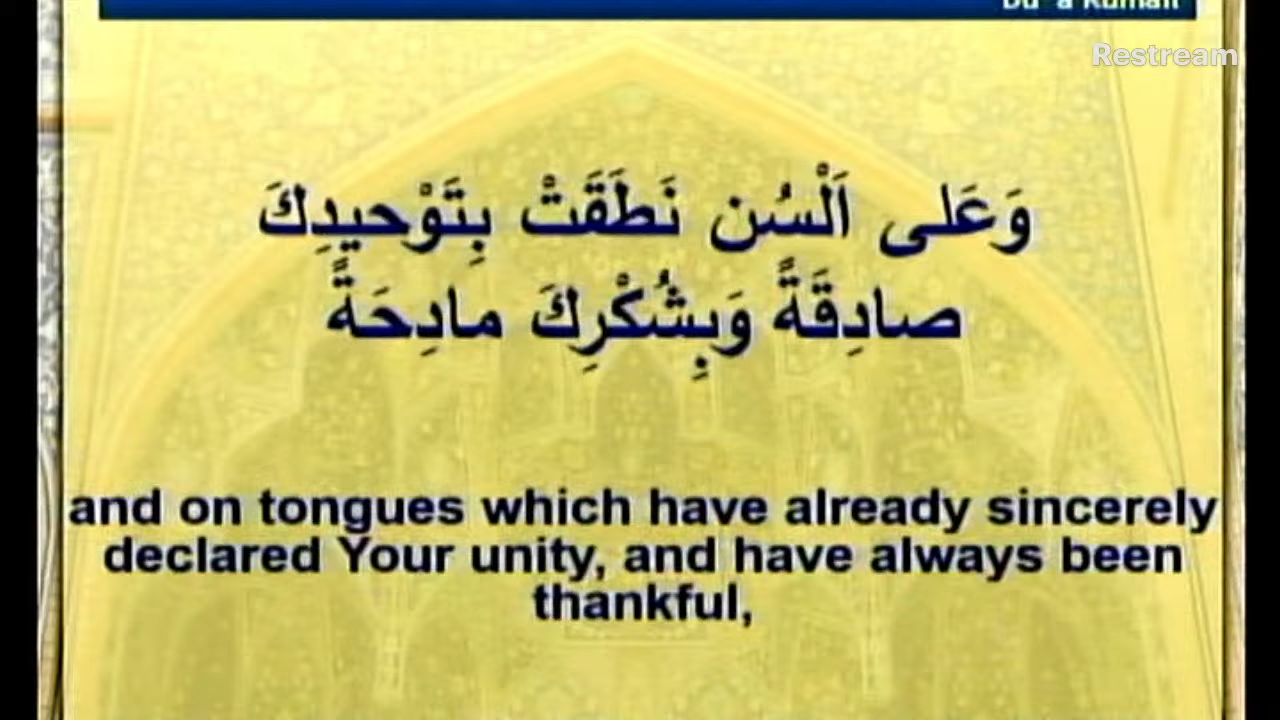 Restream
وَعَلى اَلْسُن نَطَقَتْ بِتَوْحيدِكَ
صادِقَةً وَبِشُكْرِكَ مادِحَةً
and on tongues which have already sincerely
declared Your unity, and have always been
thankful,